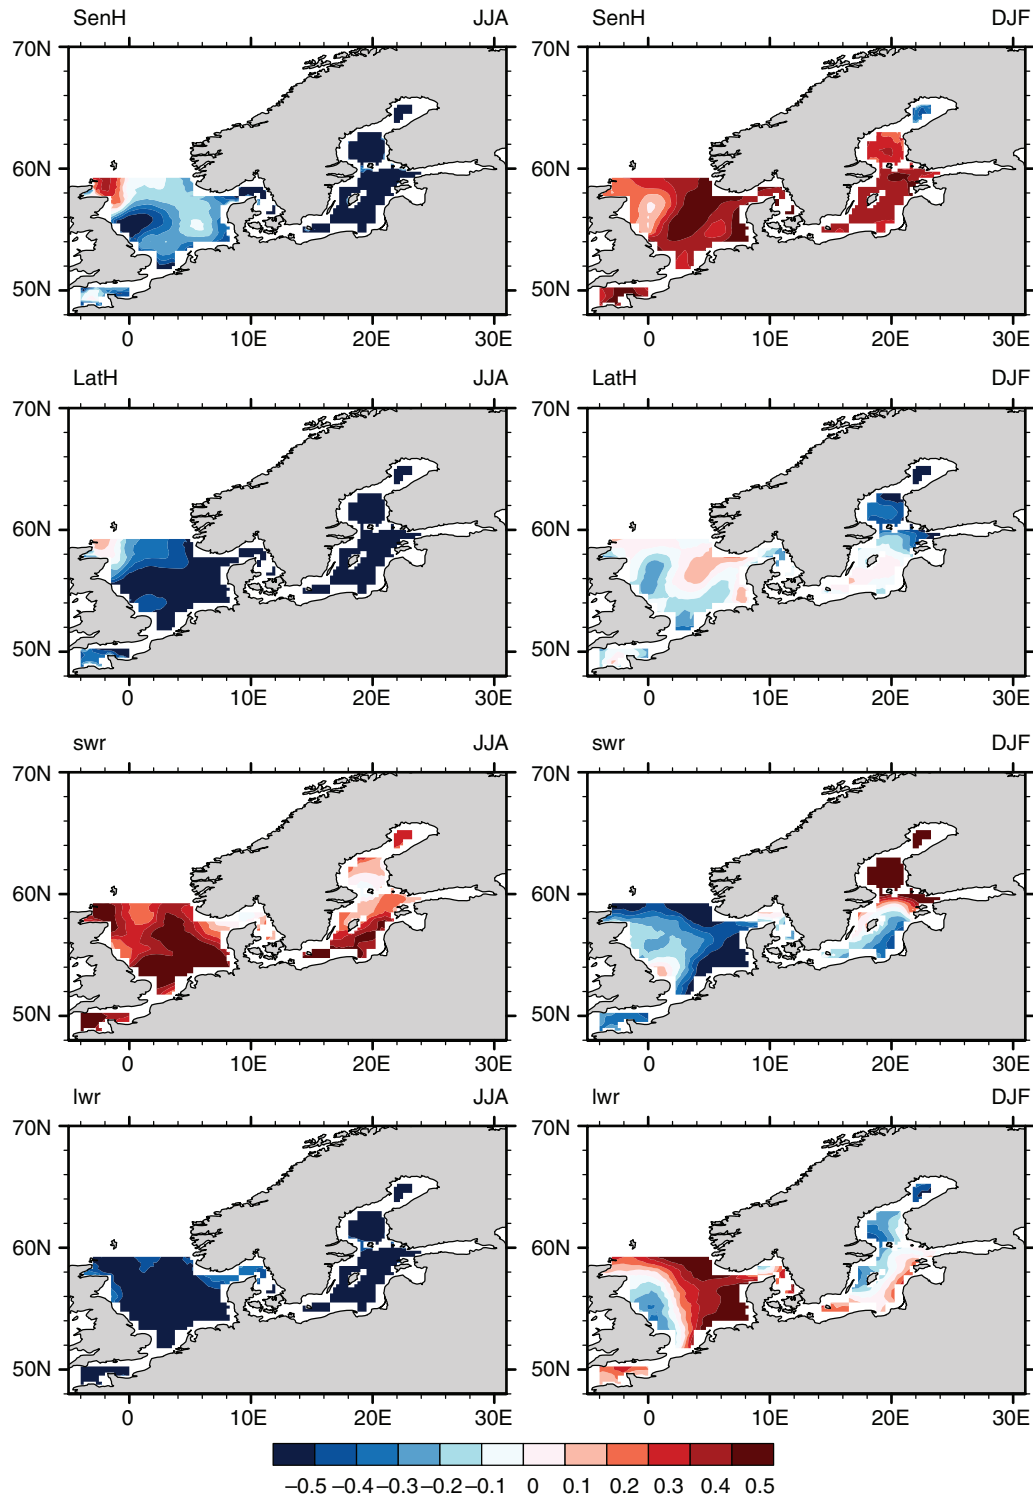 SenH JJA SenH DJF
70N
60N
50N
0 10E 20E 30E
70N
60N
50N
0 10E 20E 30E
LatH JJA LatH DJF
70N
60N
50N
0 10E 20E 30E
70N
60N
50N
0 10E 20E 30E
swr JJA swr DJF
70N
60N
50N
0 10E 20E 30E
70N
60N
50N
0 10E 20E 30E
lwr JJA lwr DJF
70N
60N
50N
0 10E 20E 30E
70N
60N
50N
0 10E 20E 30E
−0.5 −0.4 −0.3 −0.2 −0.1 0 0.1 0.2 0.3 0.4 0.5